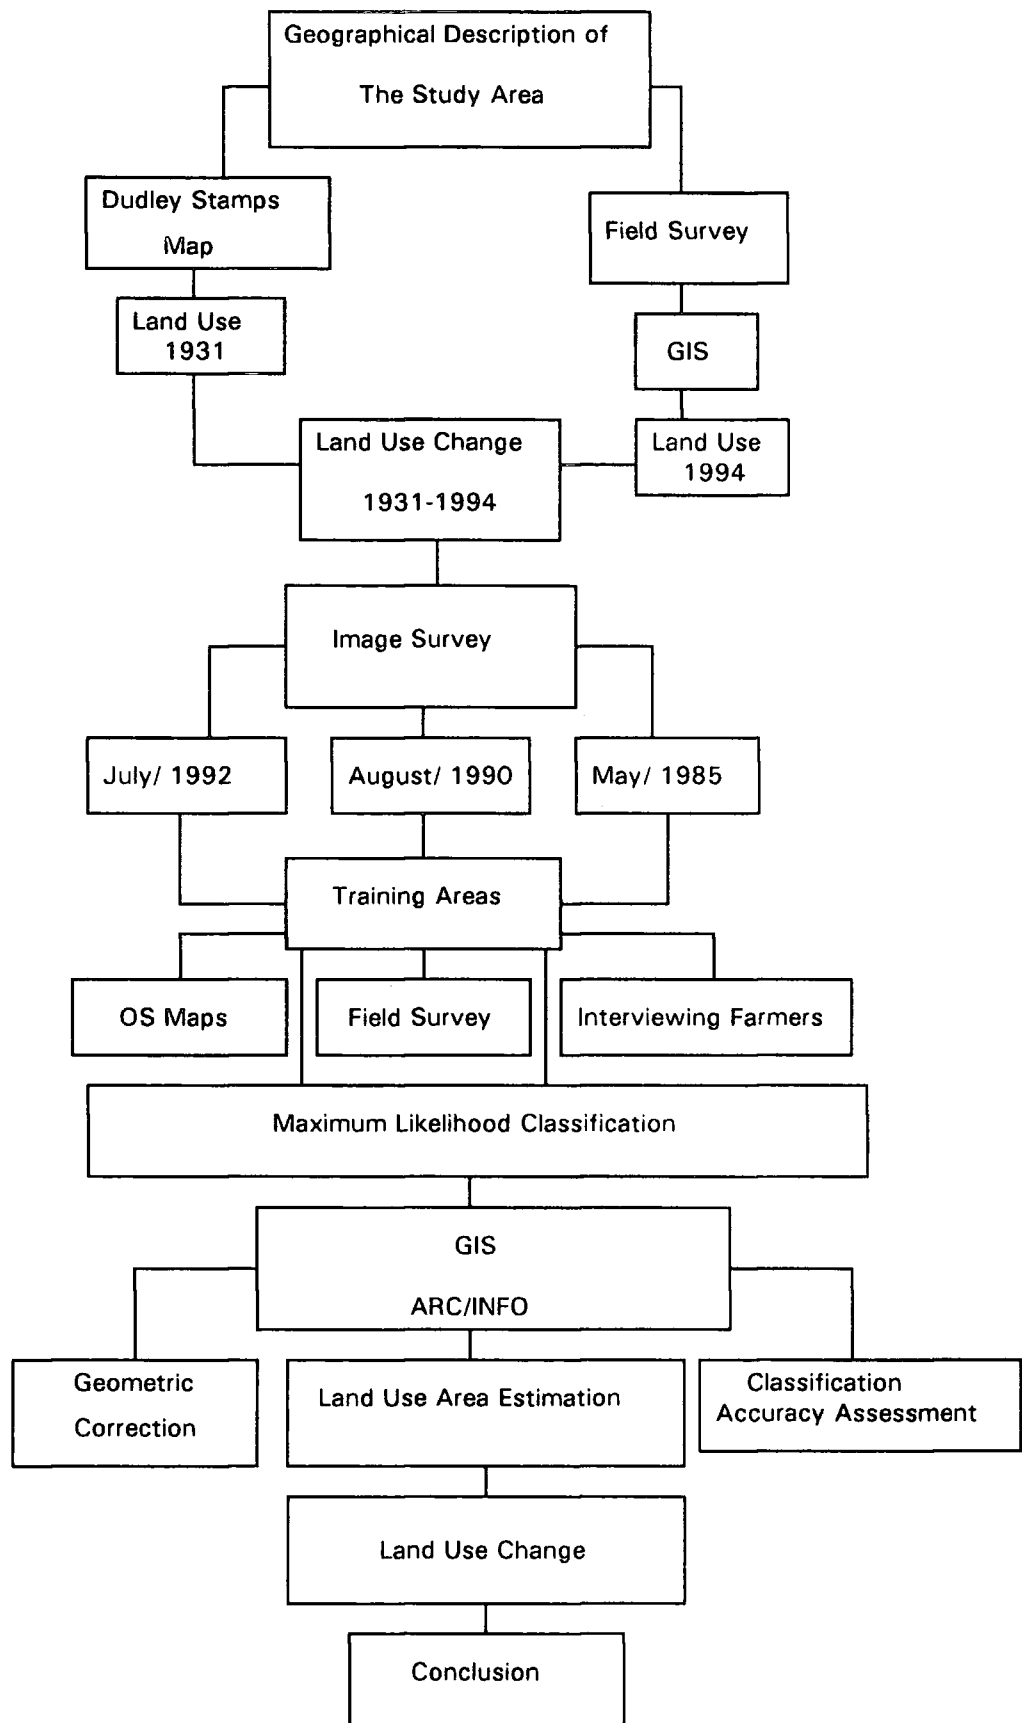 Geographical Description of
The Study Area
Dudley Stamps
Map
Field Survey
Land Use
1931
GIS
Land Use Change
1931-1994
Land Use
1994
Image Survey
July/ 1992
August/ 1990
May/ 1985
Training Areas
OS Maps
Field Survey
Interviewing Farmers
Maximum Likelihood Classification
GIS
ARC/INFO
Geometric
Correction
Land Use Area Estimation
Classification
Accuracy Assessment
Land Use Change
Conclusion